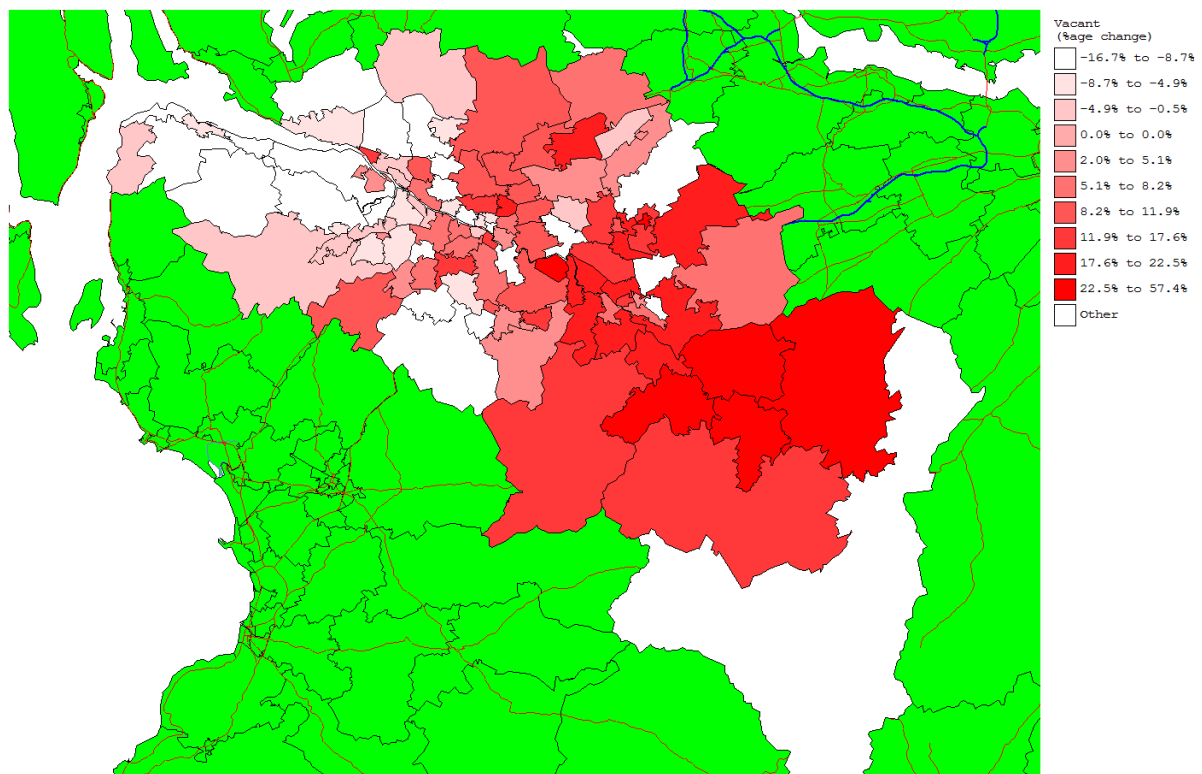 Vacant
(%age change)
-16.7% to -8.7%
-8.7% to -4.9%
-4.9% to -0.5%
0.0% to 0.0%
2.0% to 5.1%
5.1% to 8.2%
8.2% to 11.9%
11.9% to 17.6%
17.6% to 22.5%
22.5% to 57.4%
Other